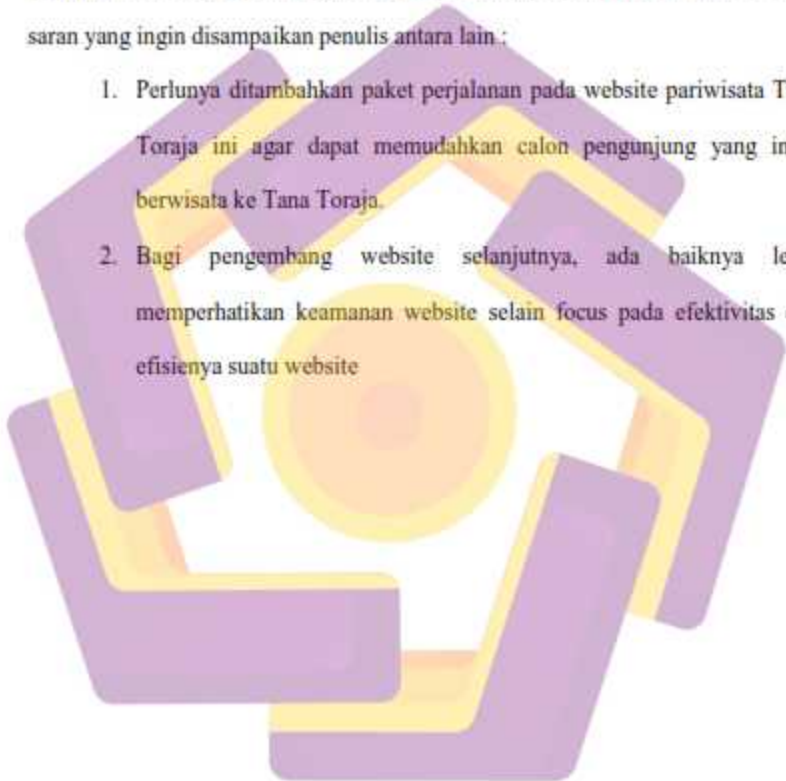 saran yang ingin disampaikan penulis antara lain :
1. Perlunya ditambahkan paket perjalanan pada website pariwisata T
Toraja ini agar dapat memudahkan calon pengunjung yang in
berwisata ke Tana Toraja.
2. Bagi pengembang website selanjutnya, ada baiknya le
memperhatikan keamanan website selain focus pada efektivitas
efisienya suatu website